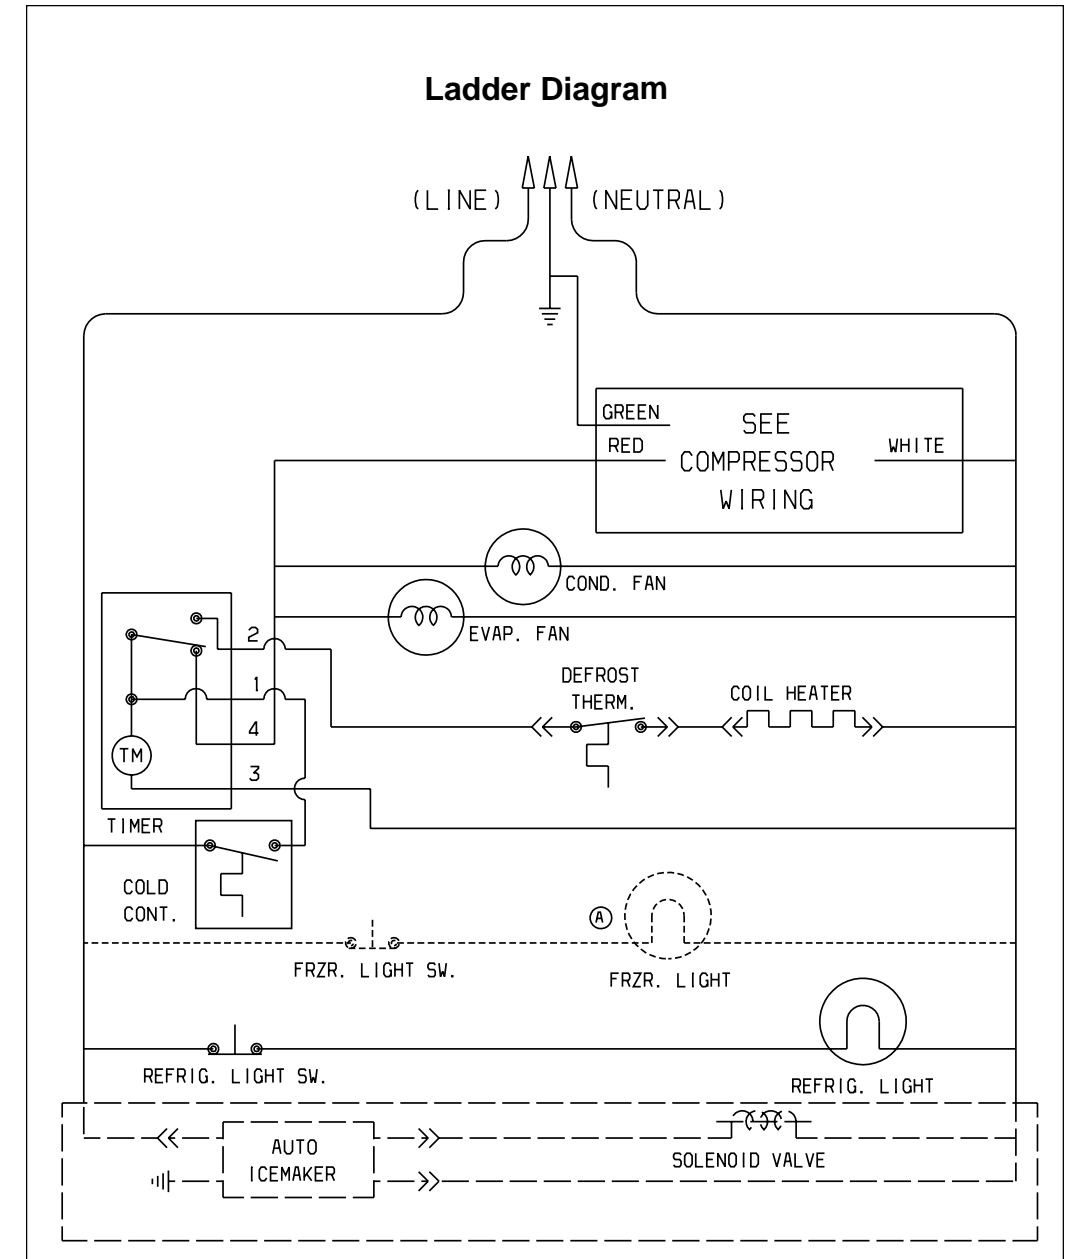 Ladder Diagram
(LINE)
(NEUTRAL)
GREEN
RED
SEE
COMPRESSOR
WIRING
WHITE
COND. FAN
EVAP. FAN
2
1
4
3
TM
TIMER
DEFROST
THERM.
COIL HEATER
COLD
CONT.
A
FRZR. LIGHT SW.
FRZR. LIGHT
REFRIG. LIGHT SW.
REFRIG. LIGHT
AUTO
ICEMAKER
SOLENOID VALVE